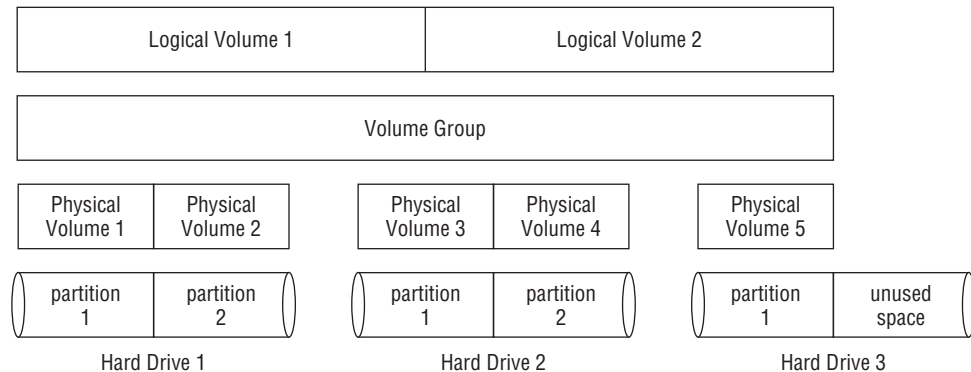 Logical Volume 1
Logical Volume 2
Volume Group
Physical
Volume 1
Physical
Volume 2
Physical
Volume 3
Physical
Volume 4
Physical
Volume 5
partition
1
partition
2
partition
1
partition
2
partition
1
unused
space
Hard Drive 1
Hard Drive 2
Hard Drive 3